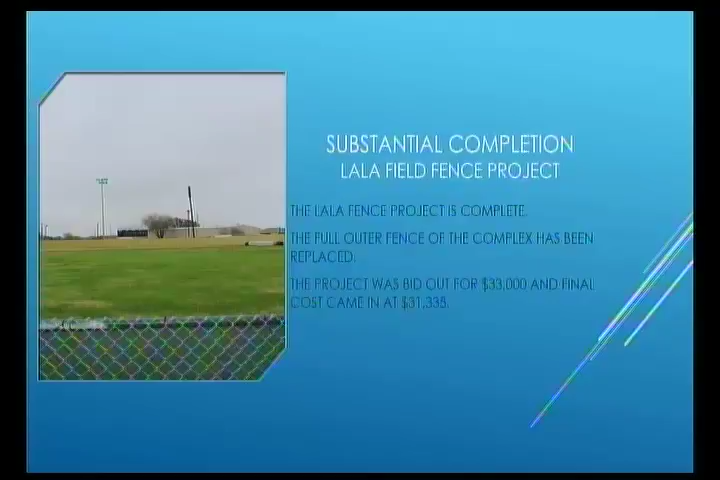 SUBSTANTIAL COMPLETION
LALA FIELD FENCE PROJECT
THE LALA FENCE PROJECT IS COMPLETE.
THE FULL OUTER FENCE OF THE COMPLEX HAS BEEN
REPLACED.
THE PROJECT WAS BID OUT FOR $33,000 AND FINAL
COST CAME IN AT $31,335.